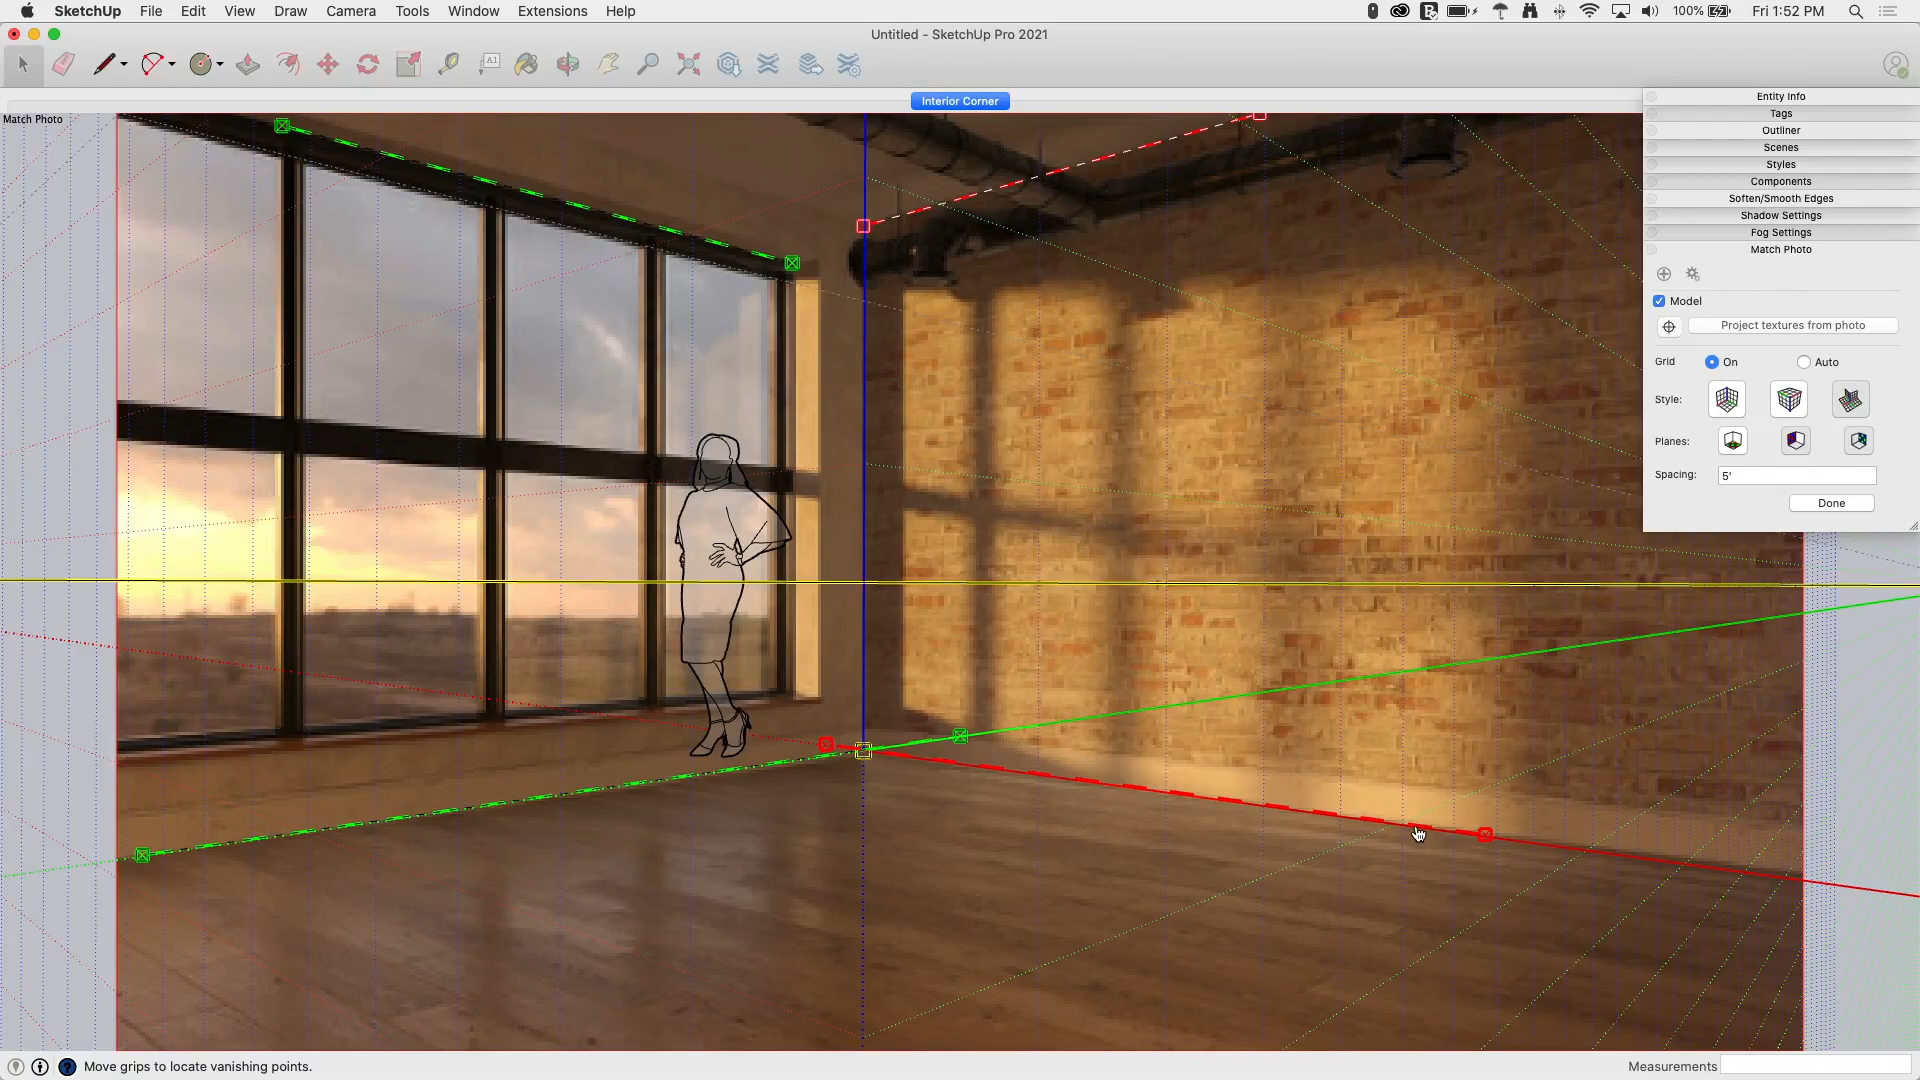 SketchUp File Edit View Draw Camera Tools Window Extensions Help 100% Fri 1:52 PM
Untitled - SketchUp Pro 2021
A1
Interior Corner
Match Photo
Entity Info
Tags
Outliner
Scenes
Styles
Components
Soften/Smooth Edges
Shadow Settings
Fog Settings
Match Photo
Model
Project textures from photo
Grid On Auto
Style:
Planes:
Spacing: 5'
Done
Move grips to locate vanishing points. Measurements